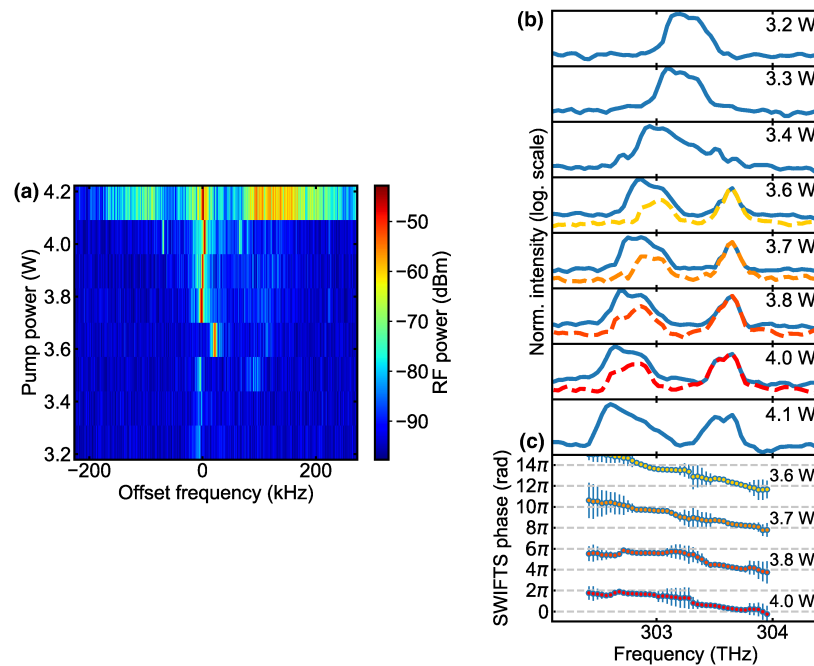 (a)
Pump power (W)
4.2
4.0
3.8
3.6
3.4
3.2
−200
0
200
Offset frequency (kHz)
−50
−60
−70
−80
−90
RF power (dBm)
(b)
Norm. intensity (log. scale)
3.2 W
3.3 W
3.4 W
3.6 W
3.7 W
3.8 W
4.0 W
4.1 W
(c)
SWIFTS phase (rad)
14π
12π
10π
8π
6π
4π
2π
0
3.6 W
3.7 W
3.8 W
4.0 W
303
304
Frequency (THz)